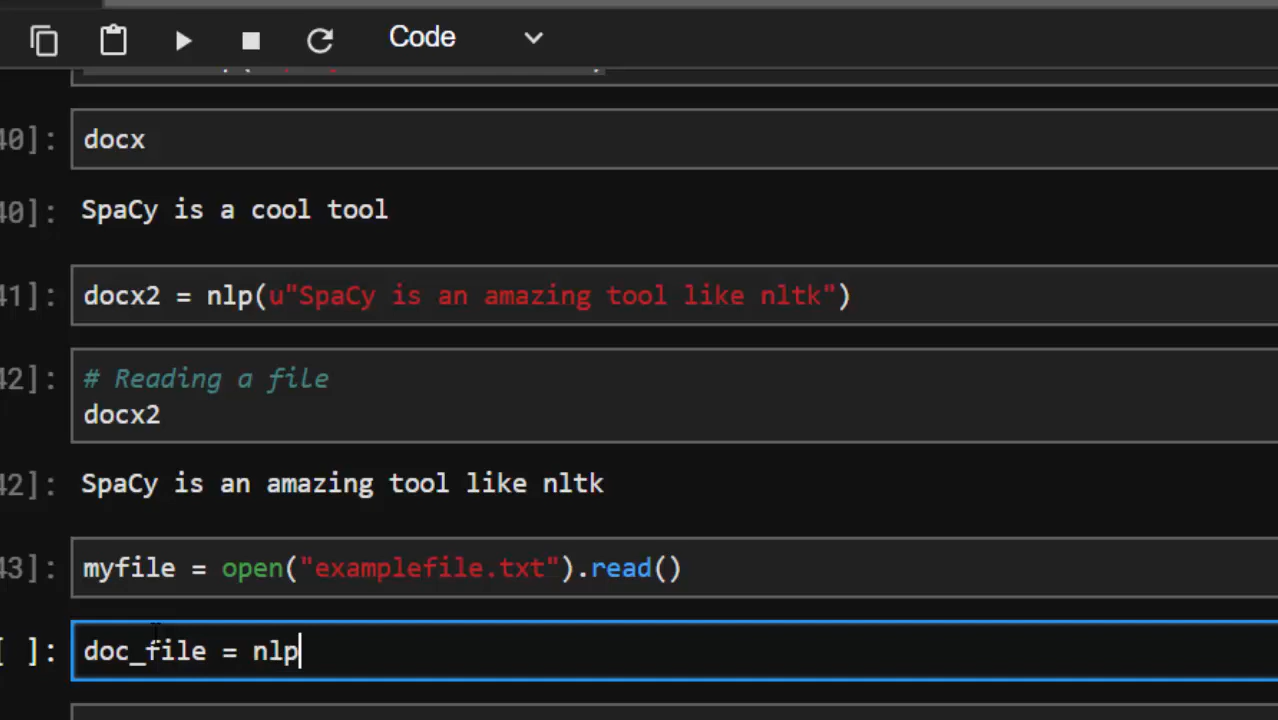 Code
40]:
docx
40]:
SpaCy is a cool tool
41]:
docx2 = nlp(u"SpaCy is an amazing tool like nltk")
42]:
# Reading a file
docx2
42]:
SpaCy is an amazing tool like nltk
43]:
myfile = open("examplefile.txt").read()
[ ]:
doc_file = nlp